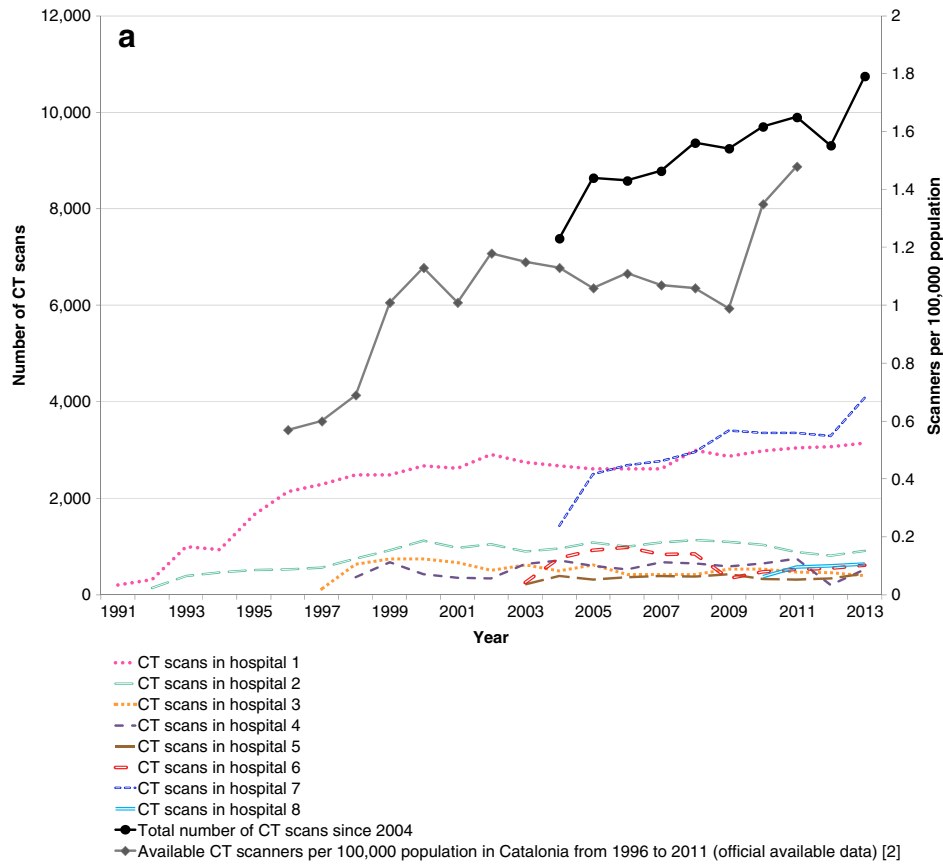 a
12,000
10,000
8,000
6,000
4,000
2,000
0
Number of CT scans
2
1.8
1.6
1.4
1.2
1
0.8
0.6
0.4
0.2
0
Scanners per 100,000 population
1991 1993 1995 1997 1999 2001 2003 2005 2007 2009 2011 2013
Year
CT scans in hospital 1
CT scans in hospital 2
CT scans in hospital 3
CT scans in hospital 4
CT scans in hospital 5
CT scans in hospital 6
CT scans in hospital 7
CT scans in hospital 8
Total number of CT scans since 2004
Available CT scanners per 100,000 population in Catalonia from 1996 to 2011 (official available data) [2]